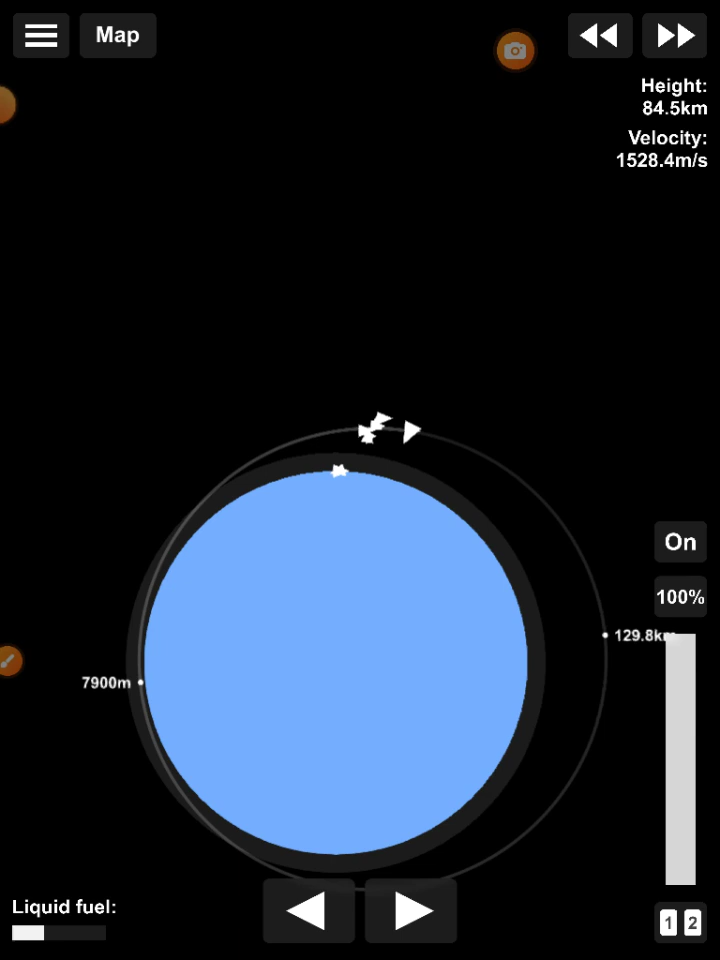 Map
Height:
84.5km
Velocity:
1528.4m/s
On
100%
129.8km
7900m
Liquid fuel:
1 2